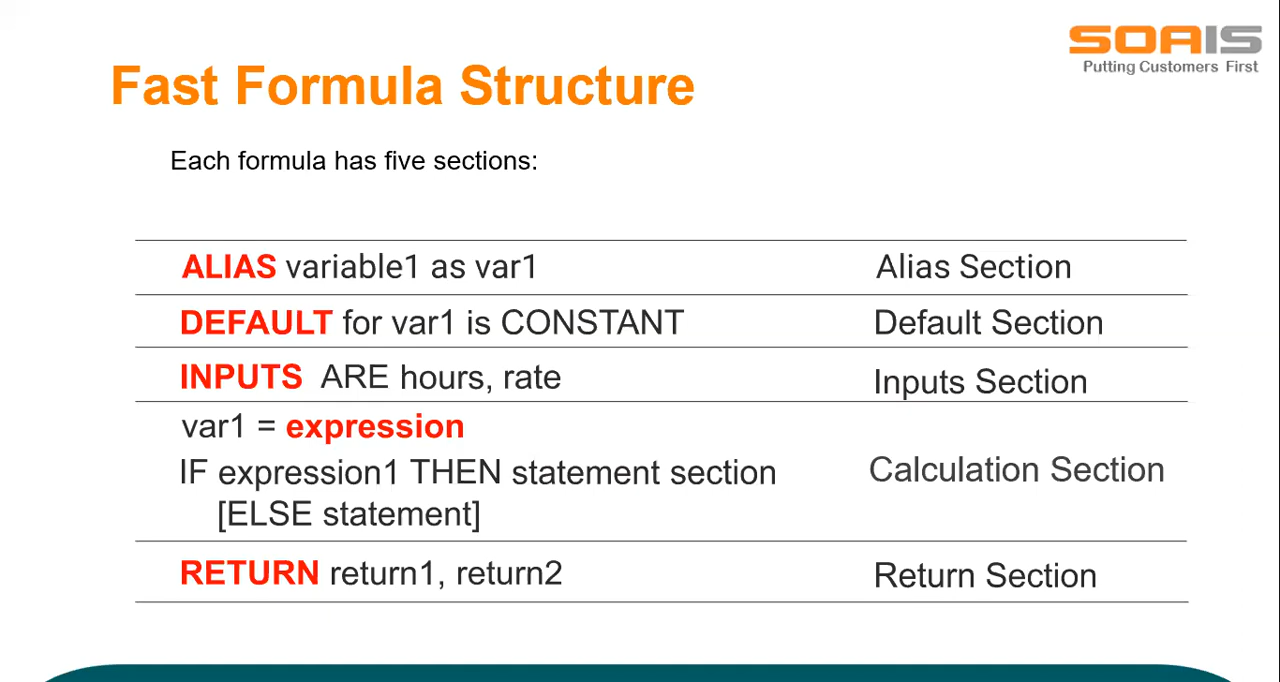 SOAIS
Putting Customers First
Fast Formula Structure
Each formula has five sections:
ALIAS variable1 as var1 Alias Section
DEFAULT for var1 is CONSTANT Default Section
INPUTS ARE hours, rate Inputs Section
var1 = expression
IF expression1 THEN statement section Calculation Section
[ELSE statement]
RETURN return1, return2 Return Section